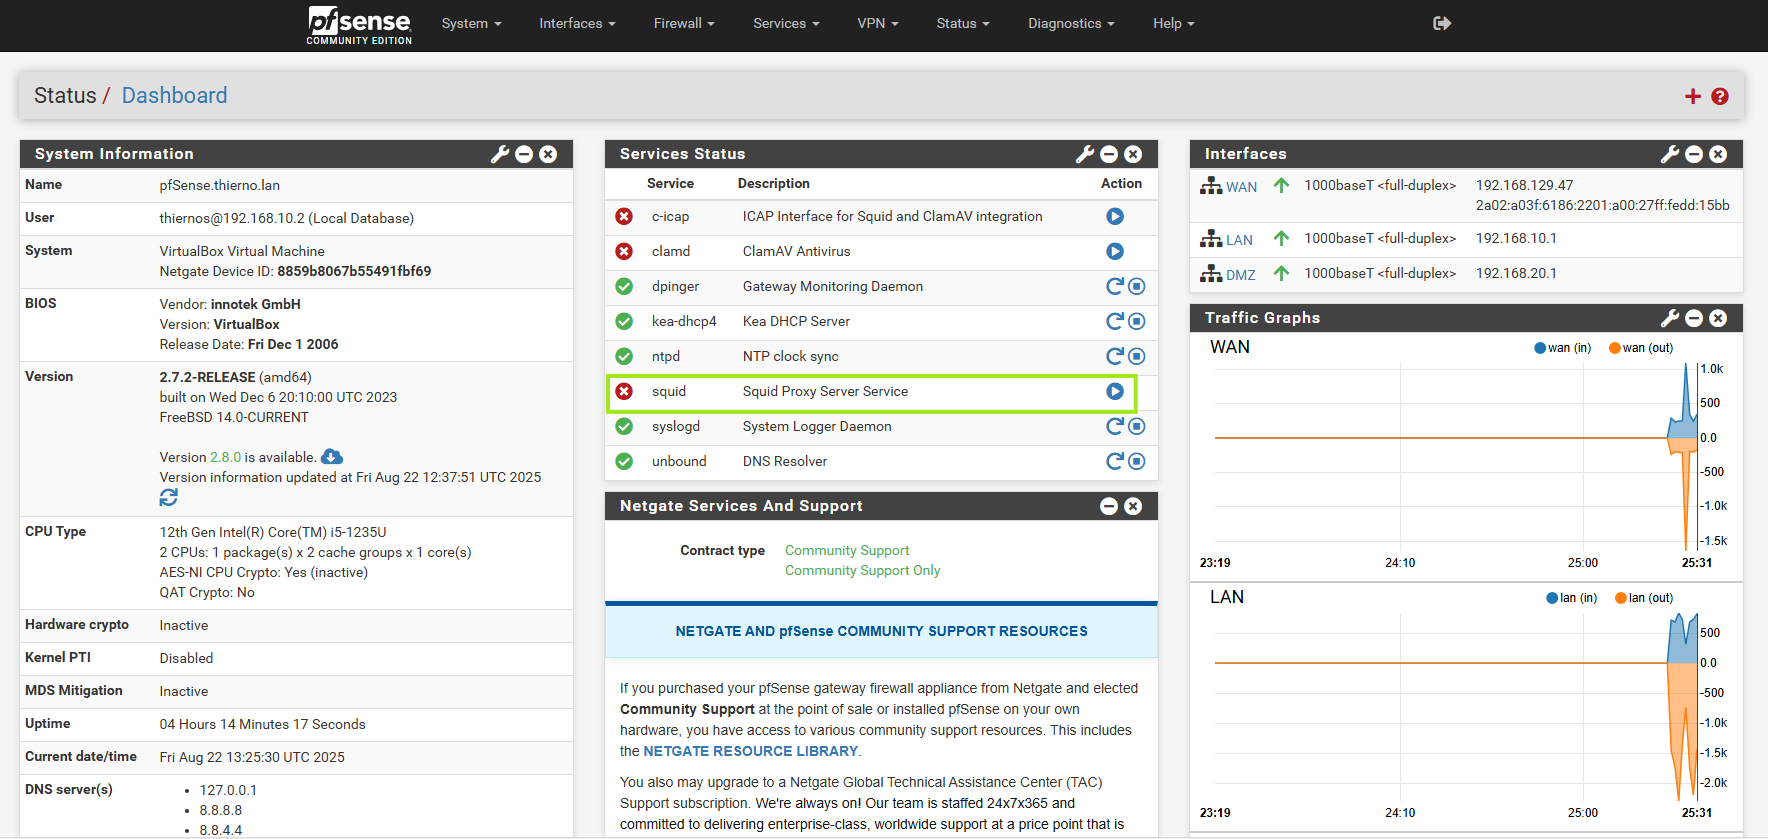 pfsense
COMMUNITY EDITION
System
Interfaces
Firewall
Services
VPN
Status
Diagnostics
Help
Status / Dashboard
System Information
Name pfSense.thierno.lan
User thiernos@192.168.10.2 (Local Database)
System VirtualBox Virtual Machine
Netgate Device ID: 8859b8067b55491fbf69
BIOS Vendor: innotek GmbH
Version: VirtualBox
Release Date: Fri Dec 1 2006
Version 2.7.2-RELEASE (amd64)
built on Wed Dec 6 20:10:00 UTC 2023
FreeBSD 14.0-CURRENT
Version 2.8.0 is available.
Version information updated at Fri Aug 22 12:37:51 UTC 2025
CPU Type 12th Gen Intel(R) Core(TM) i5-1235U
2 CPUs: 1 package(s) x 2 cache groups x 1 core(s)
AES-NI CPU Crypto: Yes (inactive)
QAT Crypto: No
Hardware crypto Inactive
Kernel PTI Disabled
MDS Mitigation Inactive
Uptime 04 Hours 14 Minutes 17 Seconds
Current date/time Fri Aug 22 13:25:30 UTC 2025
DNS server(s) • 127.0.0.1
• 8.8.8.8
• 8.8.4.4
Services Status
Service Description Action
c-icap ICAP Interface for Squid and ClamAV integration
clamd ClamAV Antivirus
dpinger Gateway Monitoring Daemon
kea-dhcp4 Kea DHCP Server
ntpd NTP clock sync
squid Squid Proxy Server Service
syslogd System Logger Daemon
unbound DNS Resolver
Netgate Services And Support
Contract type Community Support
Community Support Only
NETGATE AND pfSense COMMUNITY SUPPORT RESOURCES
If you purchased your pfSense gateway firewall appliance from Netgate and elected
Community Support at the point of sale or installed pfSense on your own
hardware, you have access to various community support resources. This includes
the NETGATE RESOURCE LIBRARY.
You also may upgrade to a Netgate Global Technical Assistance Center (TAC)
Support subscription. We're always on! Our team is staffed 24x7x365 and
committed to delivering enterprise-class, worldwide support at a price point that is
Interfaces
WAN 1000baseT <full-duplex> 192.168.129.47
2a02:a03f:6186:2201:a00:27ff:fedd:15bb
LAN 1000baseT <full-duplex> 192.168.10.1
DMZ 1000baseT <full-duplex> 192.168.20.1
Traffic Graphs
WAN
wan (in) wan (out)
1.0k
500
0.0
-500
-1.0k
-1.5k
23:19 24:10 25:00 25:31
LAN
lan (in) lan (out)
500
0.0
-500
-1.0k
-1.5k
-2.0k
23:19 24:10 25:00 25:31